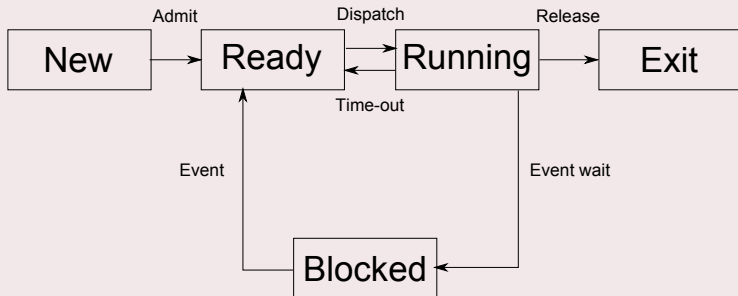 Admit
Dispatch
Release
New
Ready
Running
Exit
Time-out
Event
Event wait
Blocked